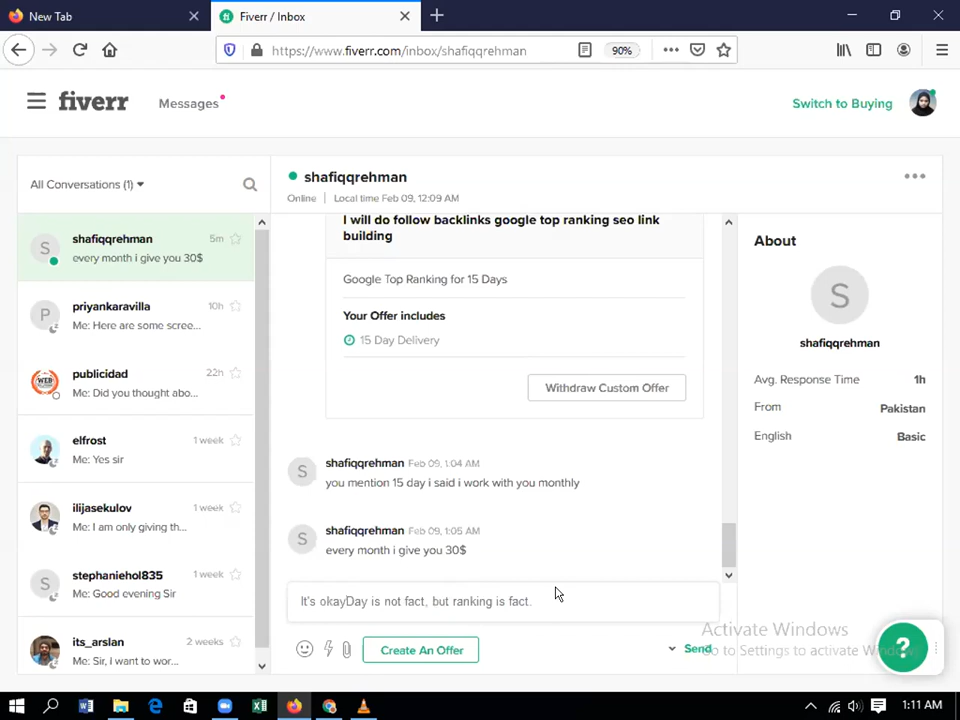 New Tab
Fiverr / Inbox
https://www.fiverr.com/inbox/shafiqqrehman
90%
fiverr
Messages
Switch to Buying
All Conversations (1)
shafiqqrehman
5m
every month i give you 30$
priyankaravilla
10h
Me: Here are some scree...
publicidad
22h
Me: Did you thought abo...
elfrost
1 week
Me: Yes sir
ilijasekulov
1 week
Me: I am only giving th...
stephaniehol835
1 week
Me: Good evening Sir
its_arslan
2 weeks
Me: Sir, I want to wor...
shafiqqrehman
Online | Local time Feb 09, 12:09 AM
I will do follow backlinks google top ranking seo link
building
Google Top Ranking for 15 Days
Your Offer includes
15 Day Delivery
Withdraw Custom Offer
S
shafiqqrehman Feb 09, 1:04 AM
you mention 15 day i said i work with you monthly
S
shafiqqrehman Feb 09, 1:05 AM
every month i give you 30$
It's okayDay is not fact, but ranking is fact.
Create An Offer
Send
About
S
shafiqqrehman
Avg. Response Time 1h
From Pakistan
English Basic
Activate Windows
Go to Settings to activate Windows
?
1:11 AM